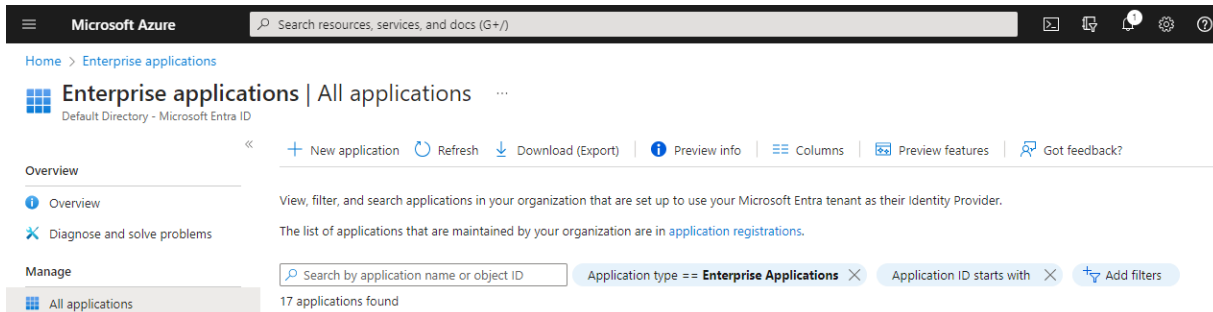 Microsoft Azure
Search resources, services, and docs (G+/)
1
Home > Enterprise applications
Enterprise applications | All applications ...
Default Directory - Microsoft Entra ID
+ New application Refresh Download (Export) Preview info Columns Preview features Got feedback?
Overview
Overview
Diagnose and solve problems
Manage
All applications
View, filter, and search applications in your organization that are set up to use your Microsoft Entra tenant as their Identity Provider.
The list of applications that are maintained by your organization are in application registrations.
Search by application name or object ID
Application type == Enterprise Applications
Application ID starts with
Add filters
17 applications found